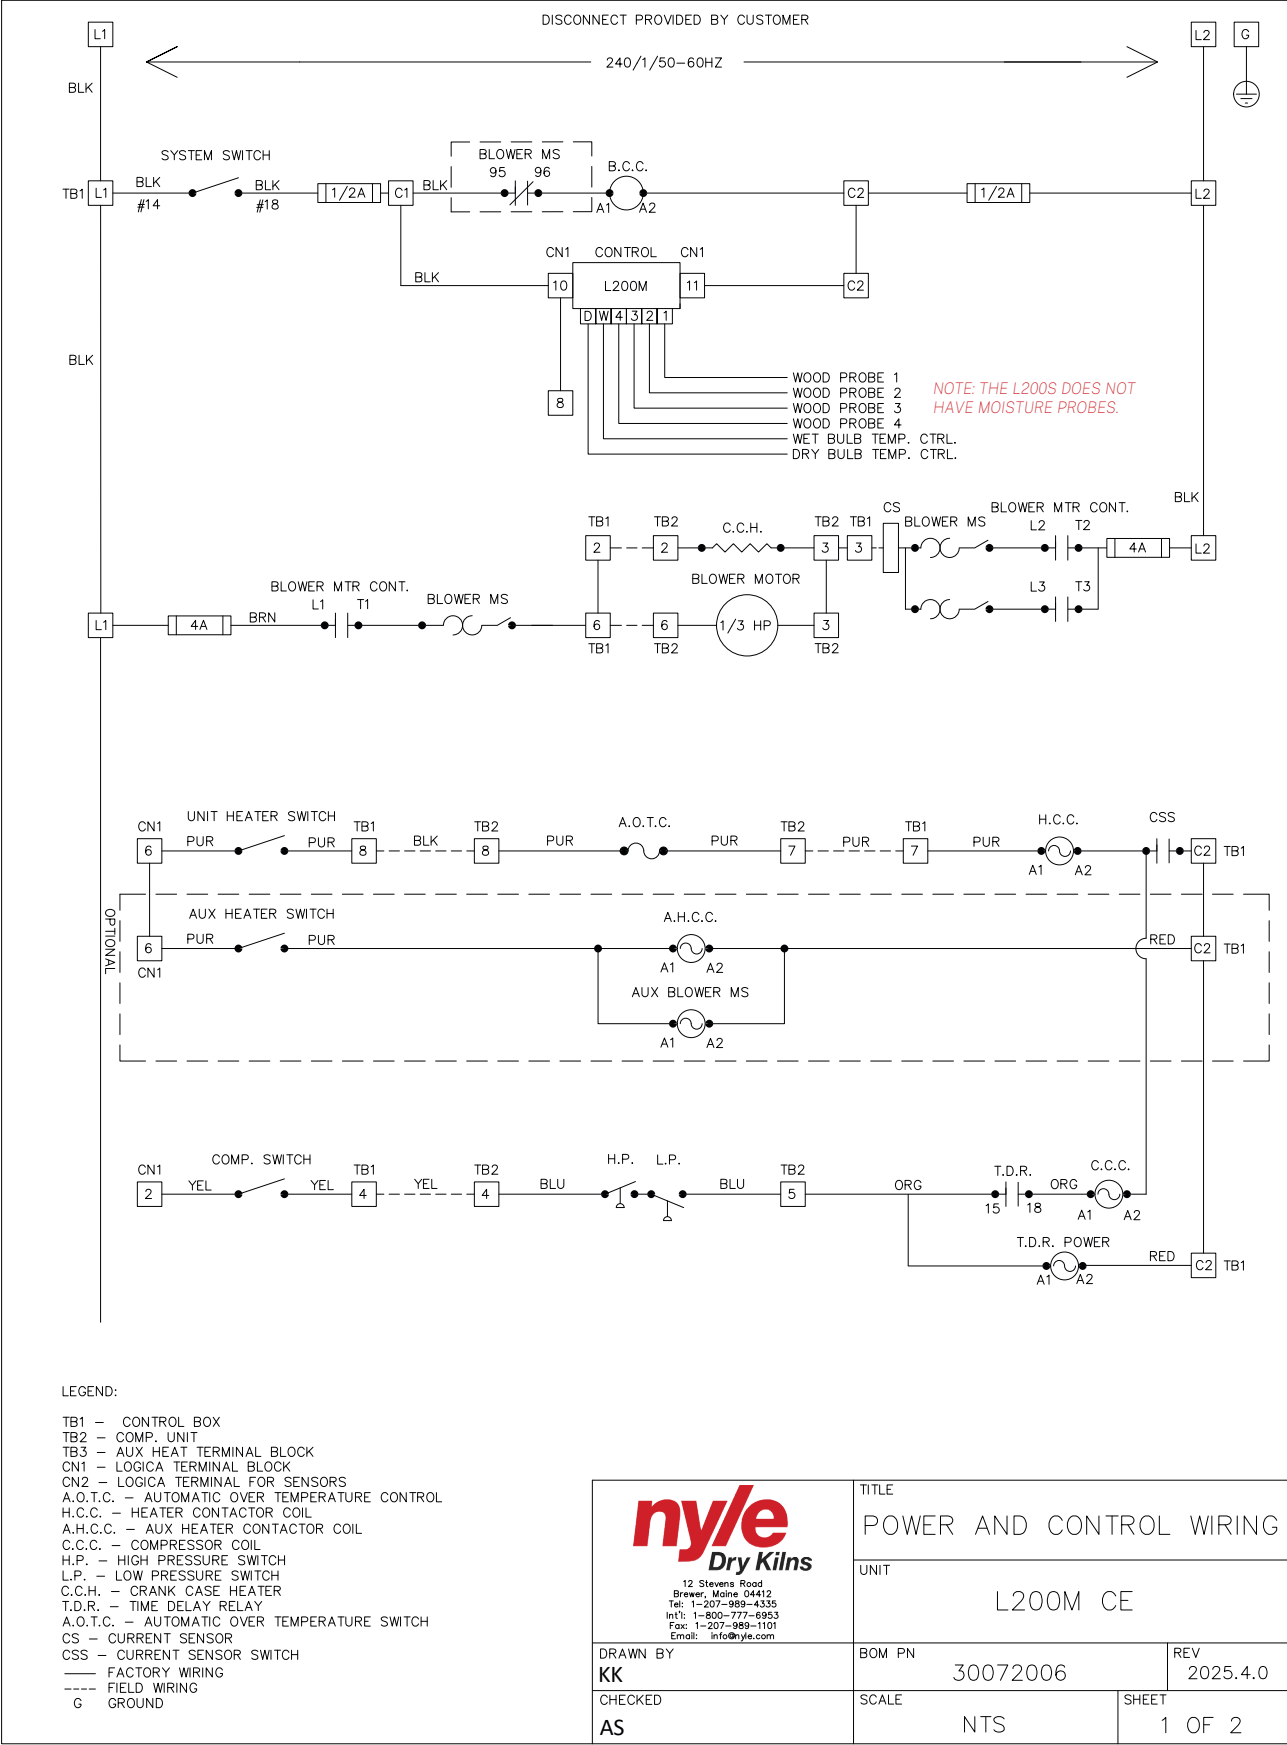 DISCONNECT PROVIDED BY CUSTOMER
L1
L2 G
240/1/50-60HZ
BLK
SYSTEM SWITCH
BLOWER MS
95 96
B.C.C.
TB1 L1 BLK
#14
BLK
#18
1/2A C1 BLK
A1 A2
C2 1/2A L2
CN1 CONTROL CN1
BLK 10 L200M 11 C2
D W 4 3 2 1
BLK
8
WOOD PROBE 1
WOOD PROBE 2
WOOD PROBE 3
WOOD PROBE 4
WET BULB TEMP. CTRL.
DRY BULB TEMP. CTRL.
NOTE: THE L200S DOES NOT
HAVE MOISTURE PROBES.
BLK
TB1 TB2 C.C.H. TB2 TB1 CS BLOWER MS BLOWER MTR CONT.
L2 T2
2 2 3 3 4A L2
BLOWER MOTOR
L3 T3
BLOWER MTR CONT.
L1 T1
BLOWER MS
L1 4A BRN 6 6 1/3 HP 3
TB1 TB2 TB2
UNIT HEATER SWITCH
CN1 TB1 TB2 A.O.T.C. TB2 TB1 H.C.C. CSS
6 PUR PUR 8 BLK 8 PUR PUR 7 PUR 7 PUR C2 TB1
A1 A2
OPTIONAL
AUX HEATER SWITCH
A.H.C.C.
6 PUR PUR RED C2 TB1
CN1
A1 A2
AUX BLOWER MS
A1 A2
COMP. SWITCH
CN1 TB1 TB2 H.P. L.P. TB2 T.D.R. C.C.C.
2 YEL YEL 4 YEL 4 BLU BLU 5 ORG ORG
15 18 A1 A2
T.D.R. POWER
RED C2 TB1
A1 A2
LEGEND:
TB1 – CONTROL BOX
TB2 – COMP. UNIT
TB3 – AUX HEAT TERMINAL BLOCK
CN1 – LOGICA TERMINAL BLOCK
CN2 – LOGICA TERMINAL FOR SENSORS
A.O.T.C. – AUTOMATIC OVER TEMPERATURE CONTROL
H.C.C. – HEATER CONTACTOR COIL
A.H.C.C. – AUX HEATER CONTACTOR COIL
C.C.C. – COMPRESSOR COIL
H.P. – HIGH PRESSURE SWITCH
L.P. – LOW PRESSURE SWITCH
C.C.H. – CRANK CASE HEATER
T.D.R. – TIME DELAY RELAY
A.O.T.C. – AUTOMATIC OVER TEMPERATURE SWITCH
CS – CURRENT SENSOR
CSS – CURRENT SENSOR SWITCH
FACTORY WIRING
FIELD WIRING
G GROUND
nyle
Dry Kilns
12 Stevens Road
Brewer, Maine 04412
Tel: 1-207-989-4335
Int'l: 1-800-777-6953
Fax: 1-207-989-1101
Email: info@nyle.com
TITLE
POWER AND CONTROL WIRING
UNIT
L200M CE
DRAWN BY
KK
BOM PN
30072006
REV
2025.4.0
CHECKED
AS
SCALE
NTS
SHEET
1 OF 2